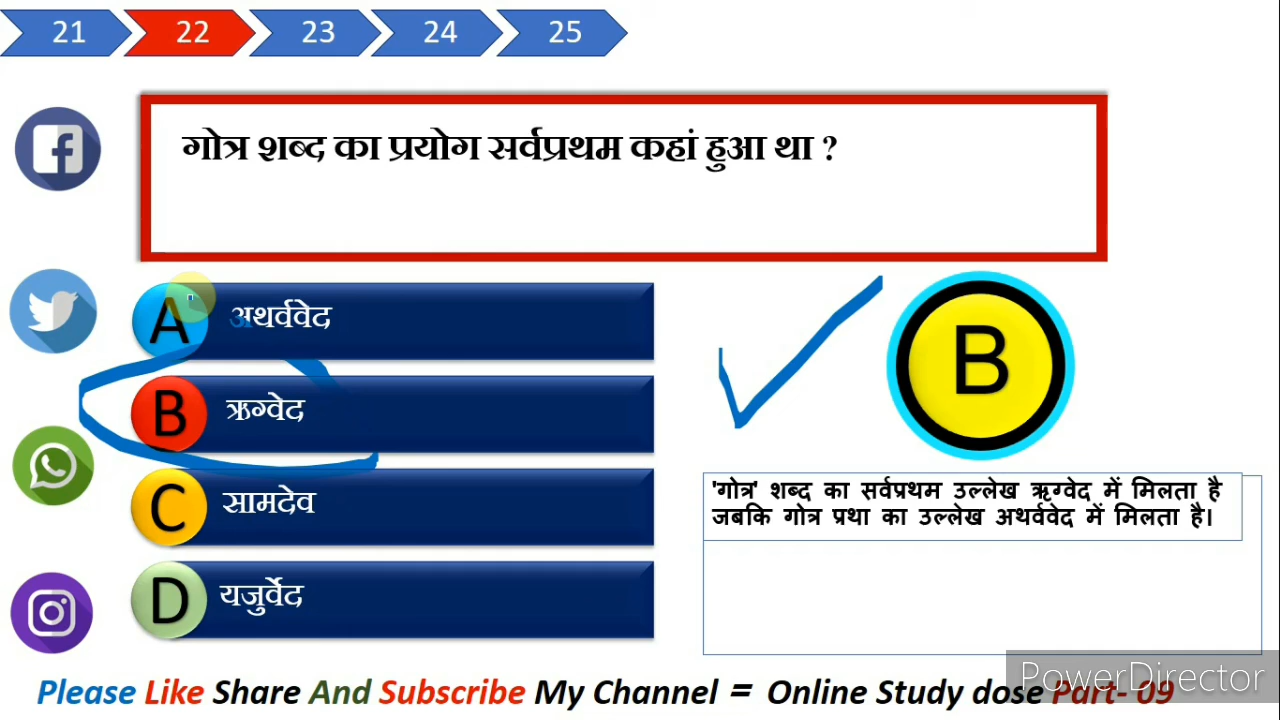 21 22 23 24 25
गोत्र शब्द का प्रयोग सर्वप्रथम कहां हुआ था ?
A अथर्ववेद
B ऋग्वेद
C सामदेव
D यजुर्वेद
B
'गोत्र' शब्द का सर्वप्रथम उल्लेख ऋग्वेद में मिलता है
जबकि गोत्र प्रथा का उल्लेख अथर्ववेद में मिलता है।
PowerDirector
Please Like Share And Subscribe My Channel = Online Study dose Part- 09